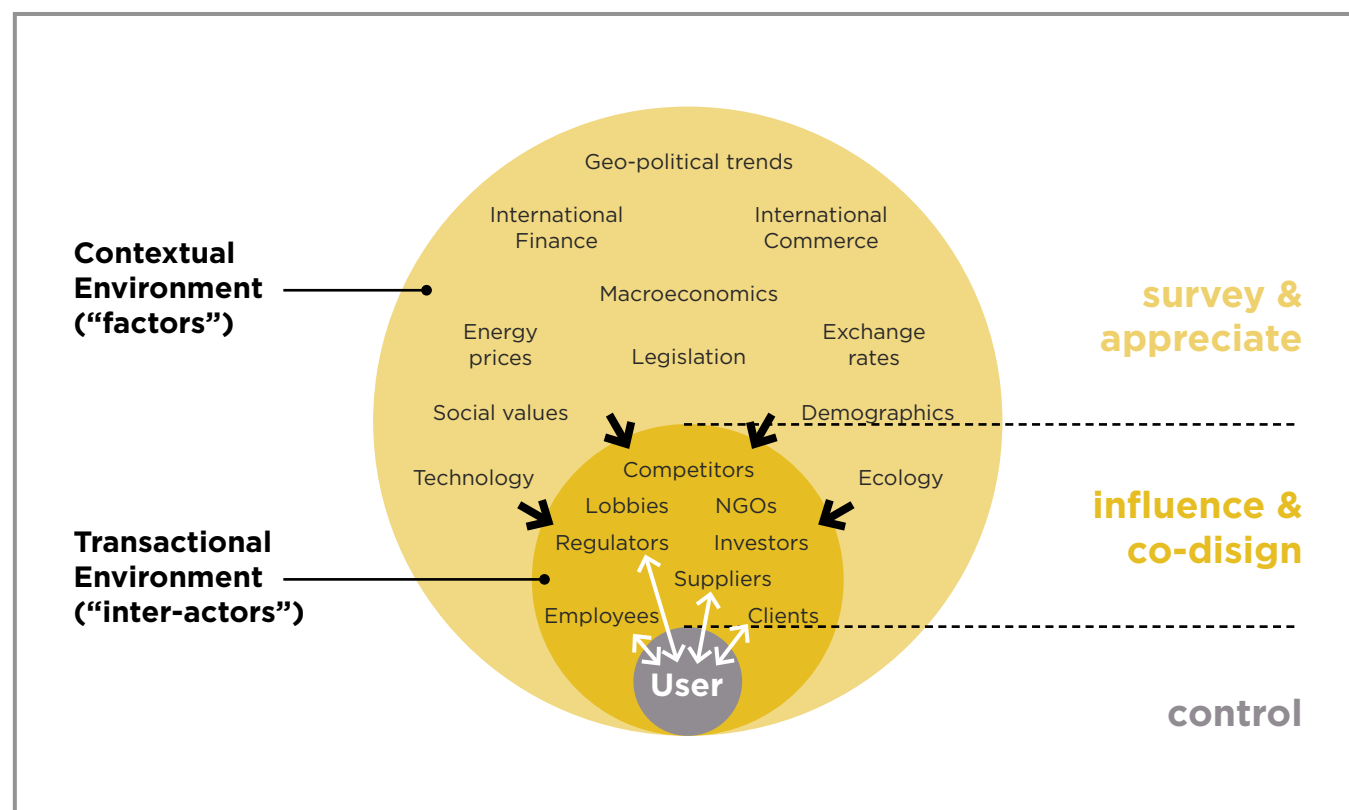 Geo-political trends
International
Finance
International
Commerce
Contextual
Environment
(“factors”)
Macroeconomics
survey &
appreciate
Energy
prices
Legislation
Exchange
rates
Social values
Demographics
Technology
Competitors
Ecology
Lobbies
NGOs
influence &
co-disign
Regulators
Investors
Transactional
Environment
(“inter-actors”)
Suppliers
Employees
Clients
User
control